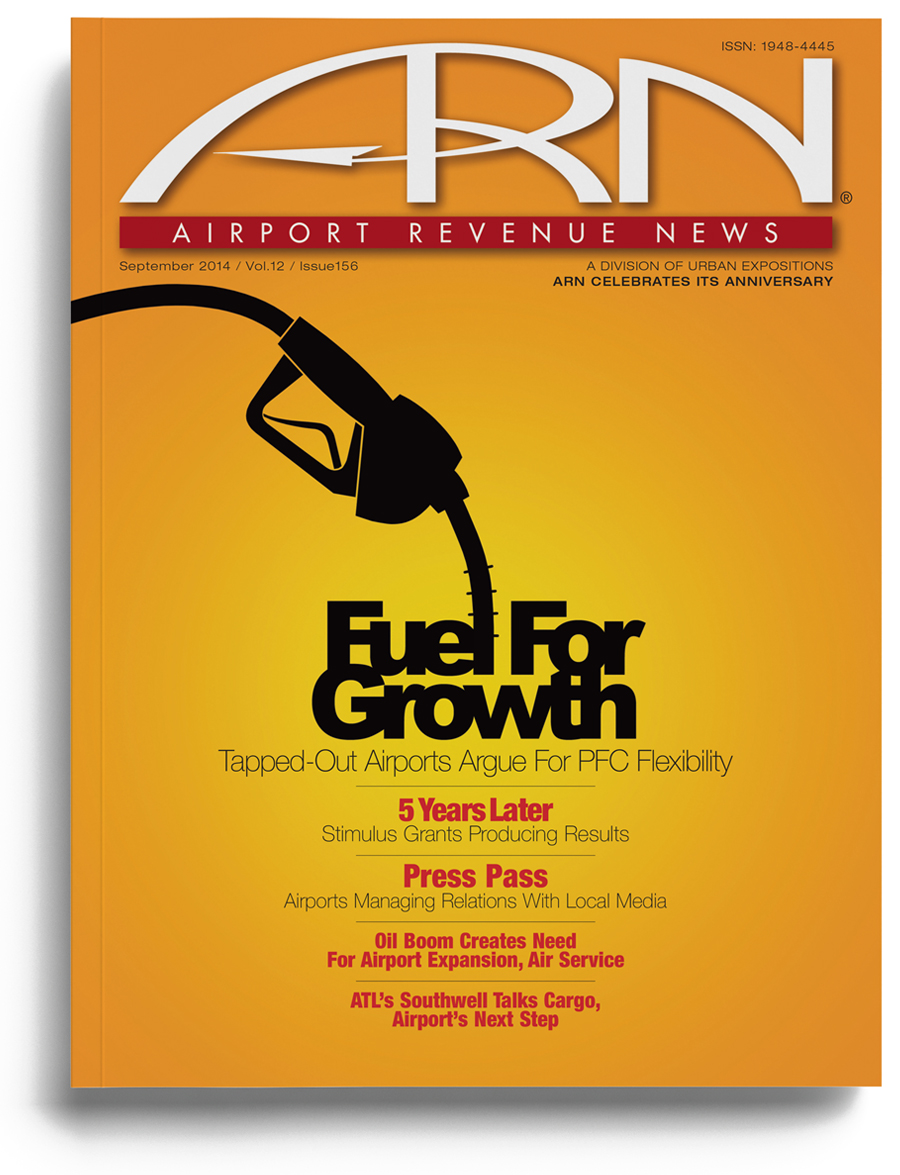 ISSN: 1948-4445
ARN®
AIRPORT REVENUE NEWS
September 2014 / Vol.12 / Issue156
A DIVISION OF URBAN EXPOSITIONS
ARN CELEBRATES ITS ANNIVERSARY
Fuel For
Growth
Tapped-Out Airports Argue For PFC Flexibility
5 Years Later
Stimulus Grants Producing Results
Press Pass
Airports Managing Relations With Local Media
Oil Boom Creates Need
For Airport Expansion, Air Service
ATL's Southwell Talks Cargo,
Airport's Next Step